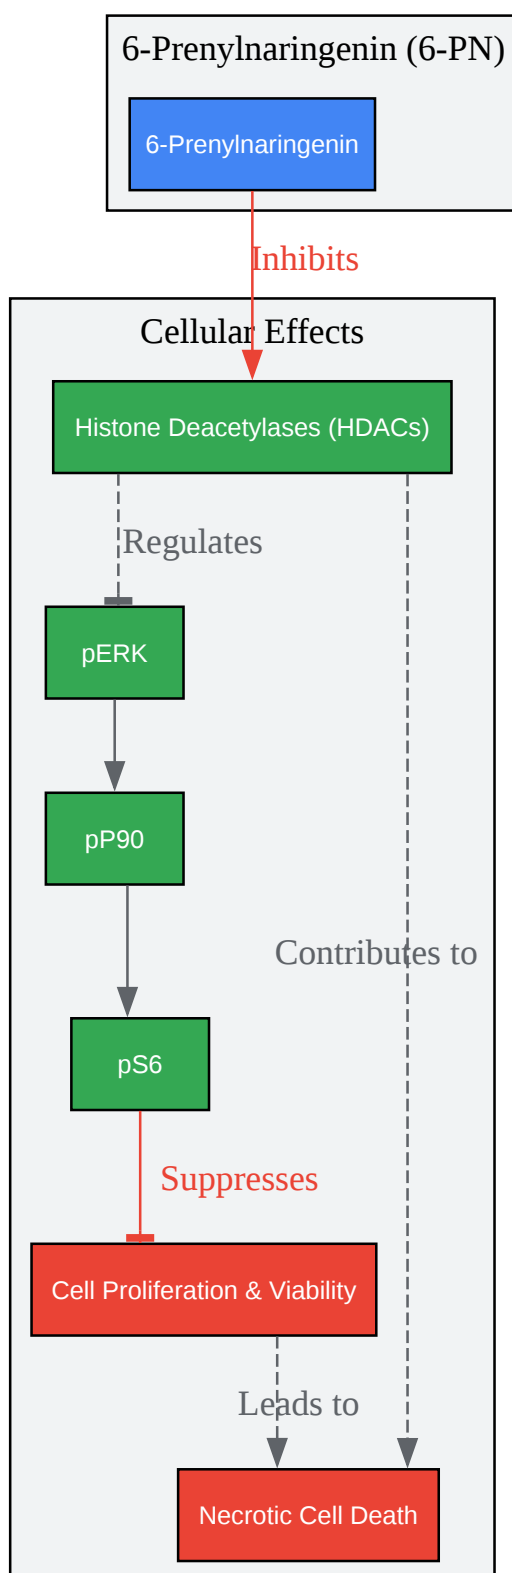 6-Prenylnaringenin (6-PN)
6-Prenylnaringenin
Inhibits
Cellular Effects
Histone Deacetylases (HDACs)
Regulates
pERK
pP90
Contributes to
pS6
Suppresses
Cell Proliferation & Viability
Leads to
Necrotic Cell Death